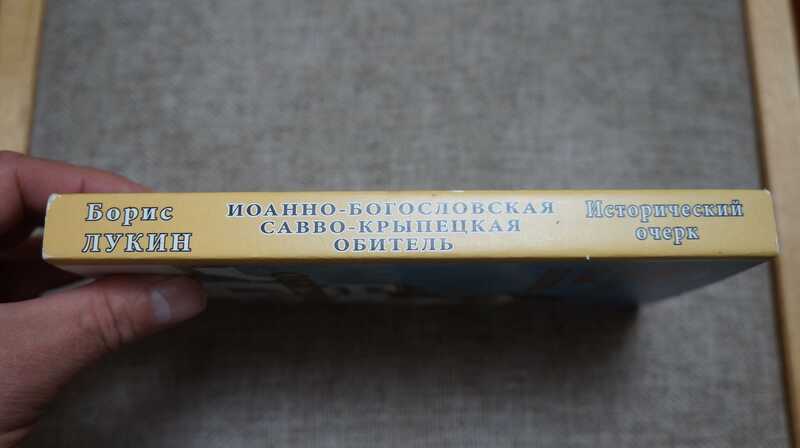 Борис
ЛУКИН
ИОАННО-БОГОСЛОВСКАЯ
САВВО-КРЫПЕЦКАЯ
ОБИТЕЛЬ
Исторический
очерк